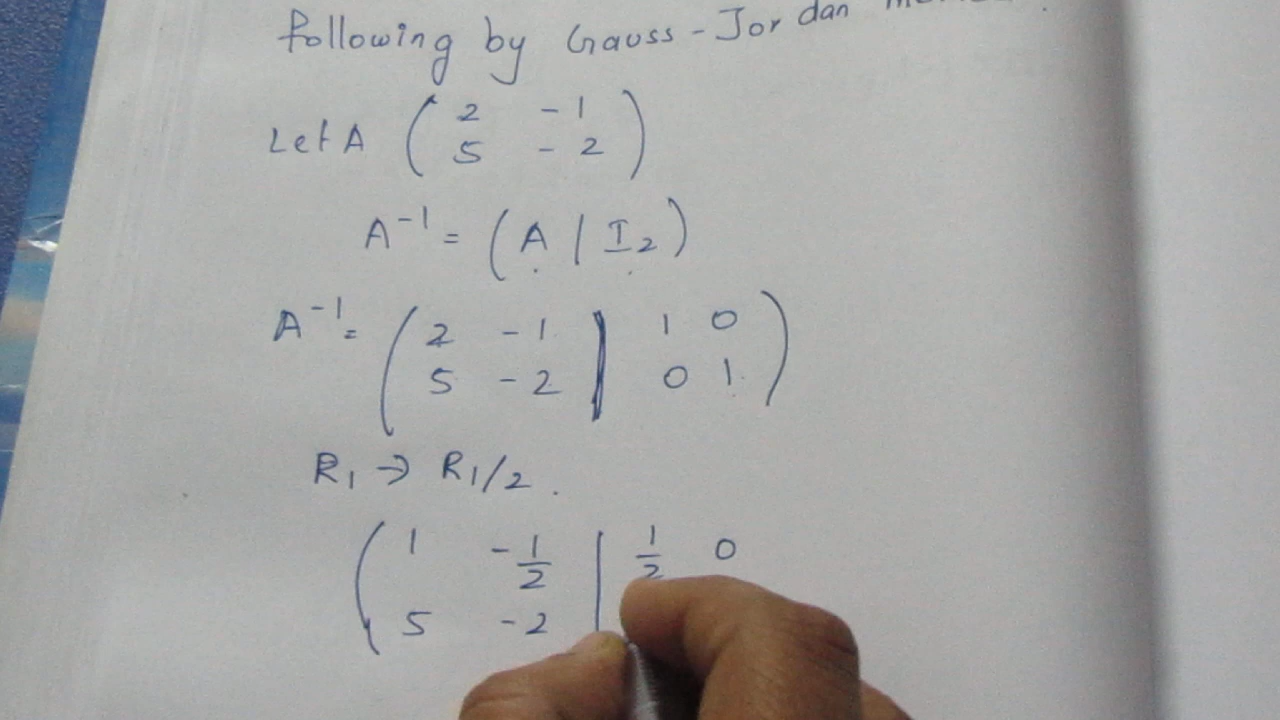 following by Gauss-Jordan
Let A ( 2 -1
5 -2 )
A⁻¹ = ( A | I₂ )
A⁻¹ = ( 2 -1 | 1 0
5 -2 | 0 1 )
R₁ → R₁/2 .
( 1 -1/2 | 1/2 0
5 -2 |